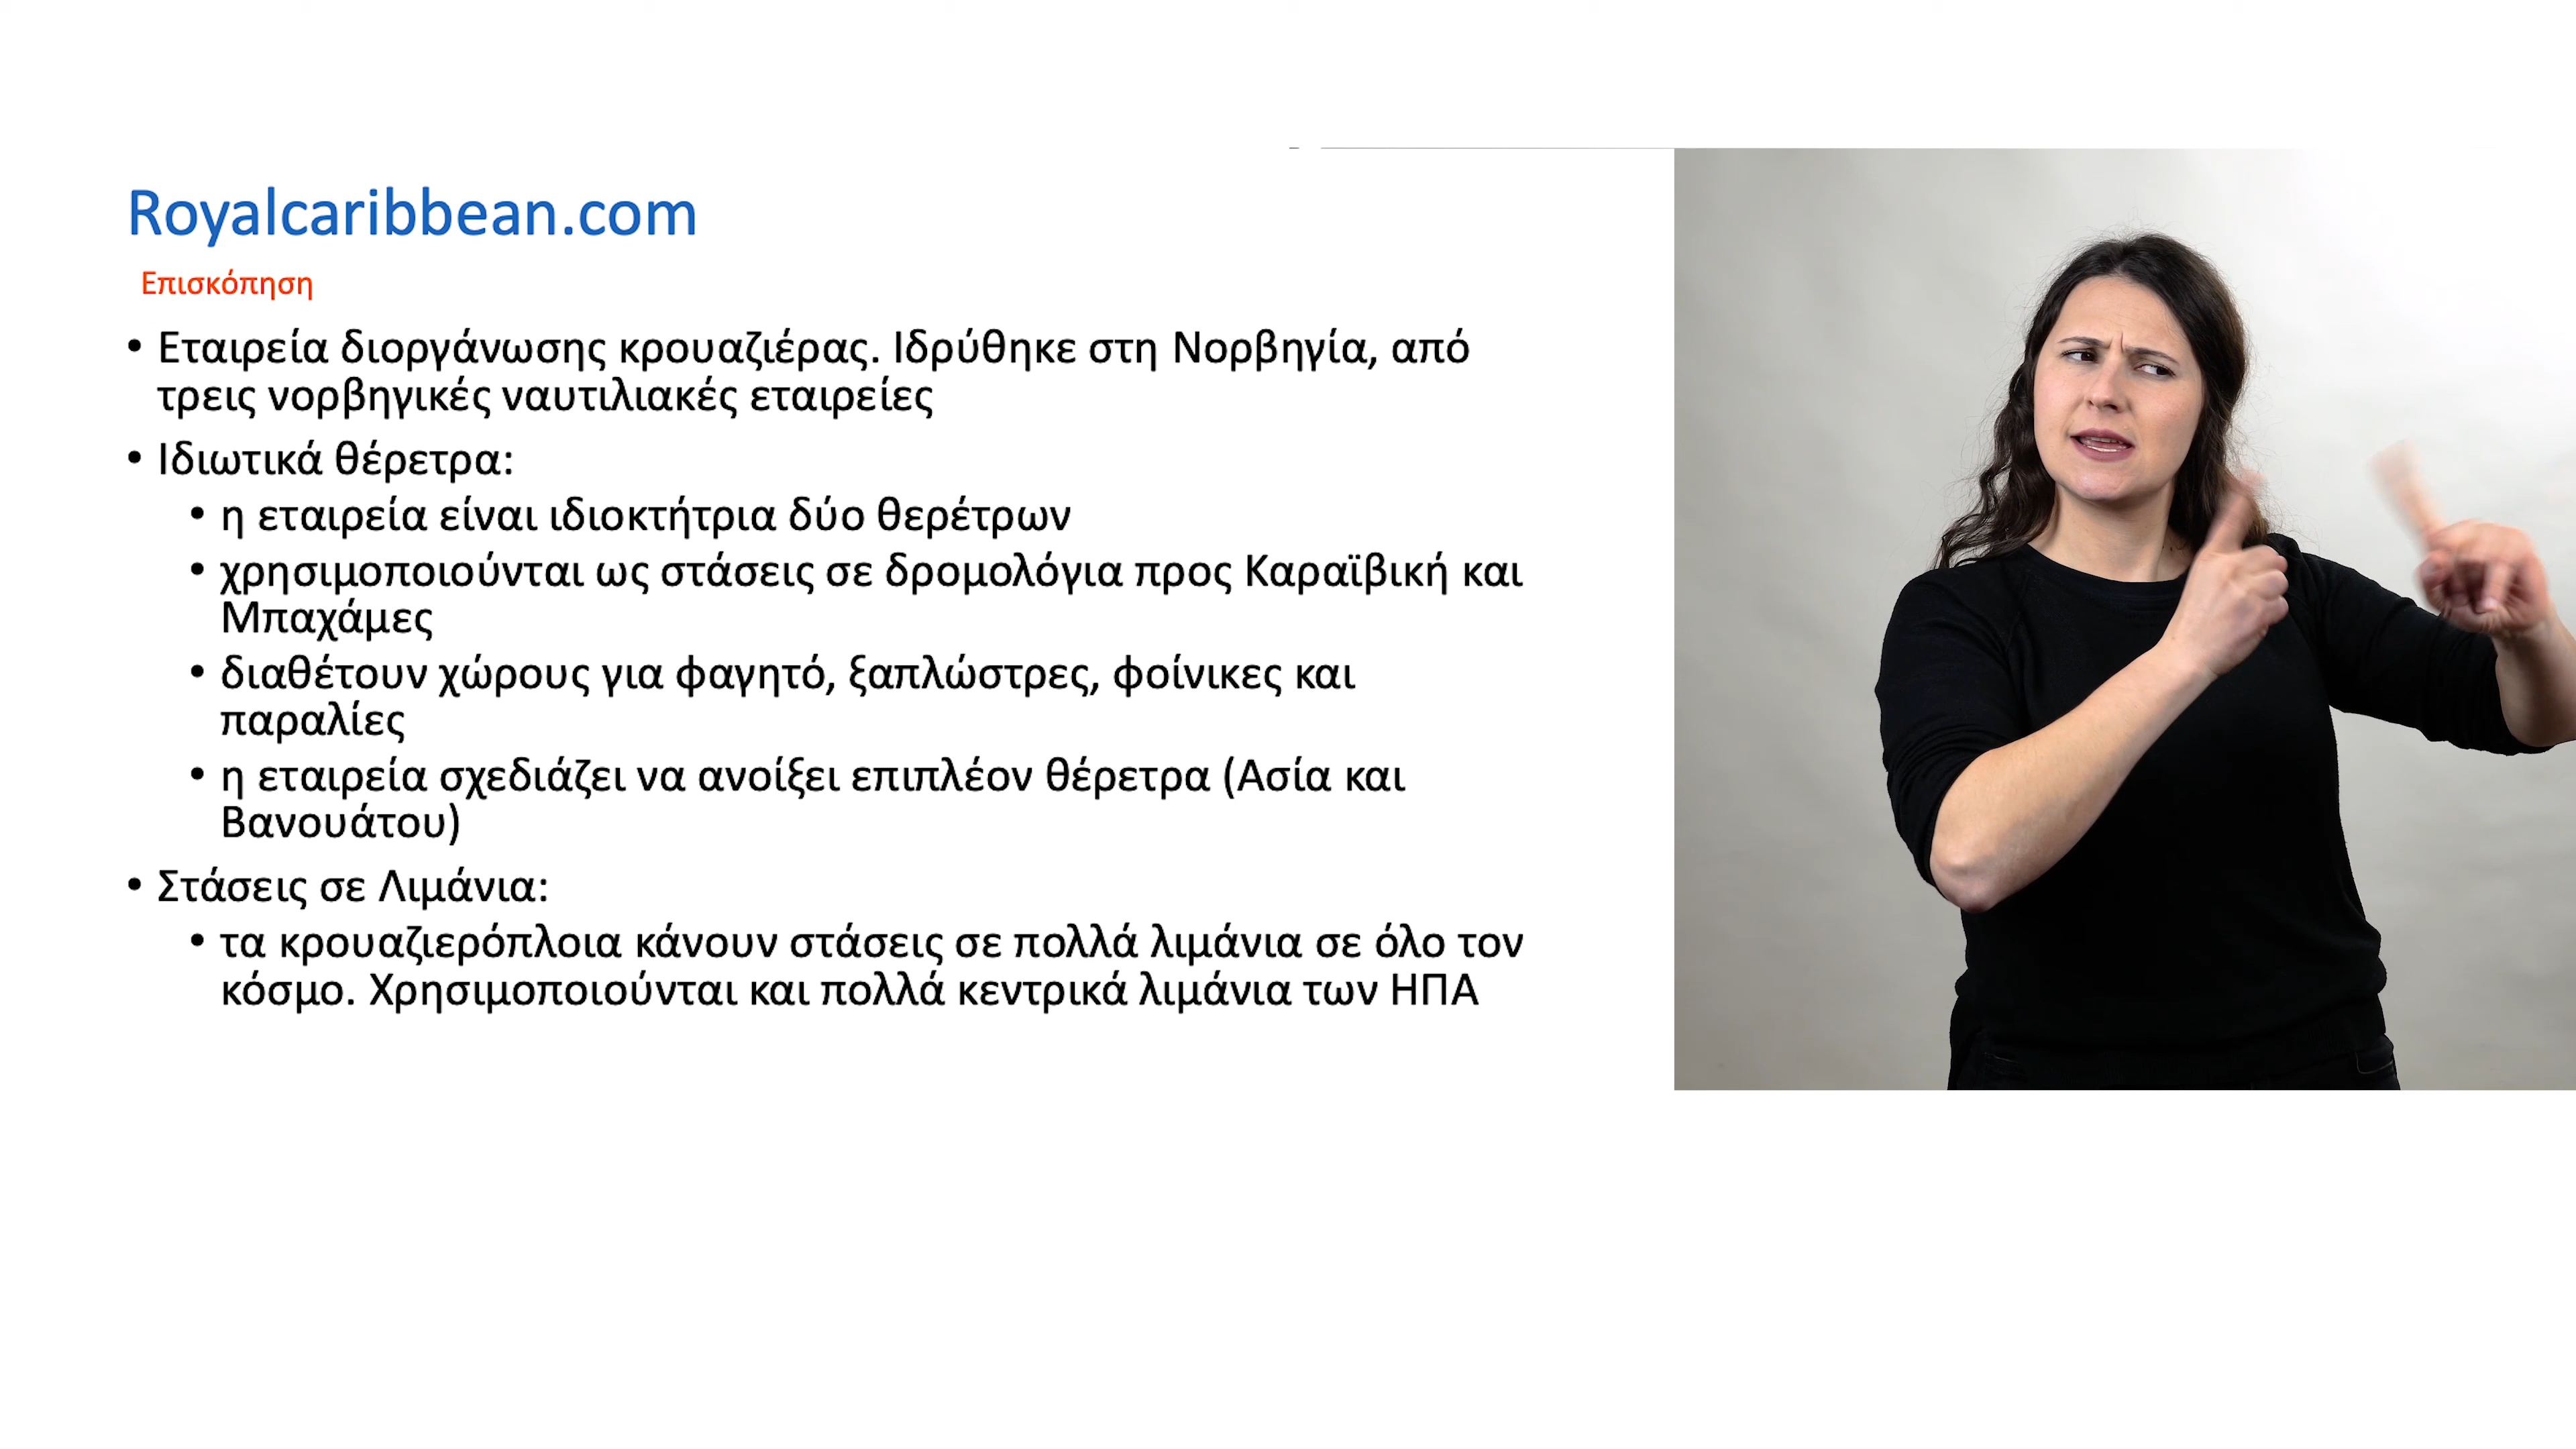 Royalcaribbean.com
Επισκόπηση
• Εταιρεία διοργάνωσης κρουαζιέρας. Ιδρύθηκε στη Νορβηγία, από
τρεις νορβηγικές ναυτιλιακές εταιρείες
• Ιδιωτικά θέρετρα:
• η εταιρεία είναι ιδιοκτήτρια δύο θερέτρων
• χρησιμοποιούνται ως στάσεις σε δρομολόγια προς Καραϊβική και
Μπαχάμες
• διαθέτουν χώρους για φαγητό, ξαπλώστρες, φοίνικες και
παραλίες
• η εταιρεία σχεδιάζει να ανοίξει επιπλέον θέρετρα (Ασία και
Βανουάτου)
• Στάσεις σε Λιμάνια:
• τα κρουαζιερόπλοια κάνουν στάσεις σε πολλά λιμάνια σε όλο τον
κόσμο. Χρησιμοποιούνται και πολλά κεντρικά λιμάνια των ΗΠΑ